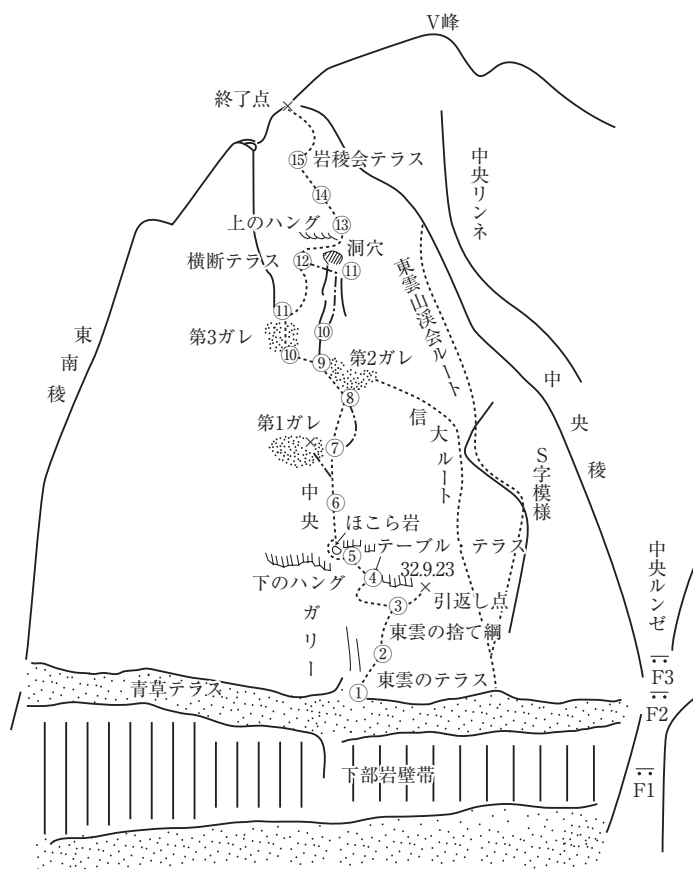 V峰
終了点
⑮
岩稜会テラス
⑭
中央リンネ
上のハング
⑬
洞穴
横断テラス
⑫
⑪
東雲山渓会ルート
⑪
第3ガレ
⑩
⑩
⑨
第2ガレ
東南稜
中央稜
⑧
信大ルート
第1ガレ
⑦
S字模様
中央ガリー
⑥
ほこら岩
⑤
テーブル
テラス
下のハング
④
32.9.23
引返し点
③
中央ルンゼ
東雲の捨て綱
②
東雲のテラス
①
青草テラス
F3
F2
下部岩壁帯
F1